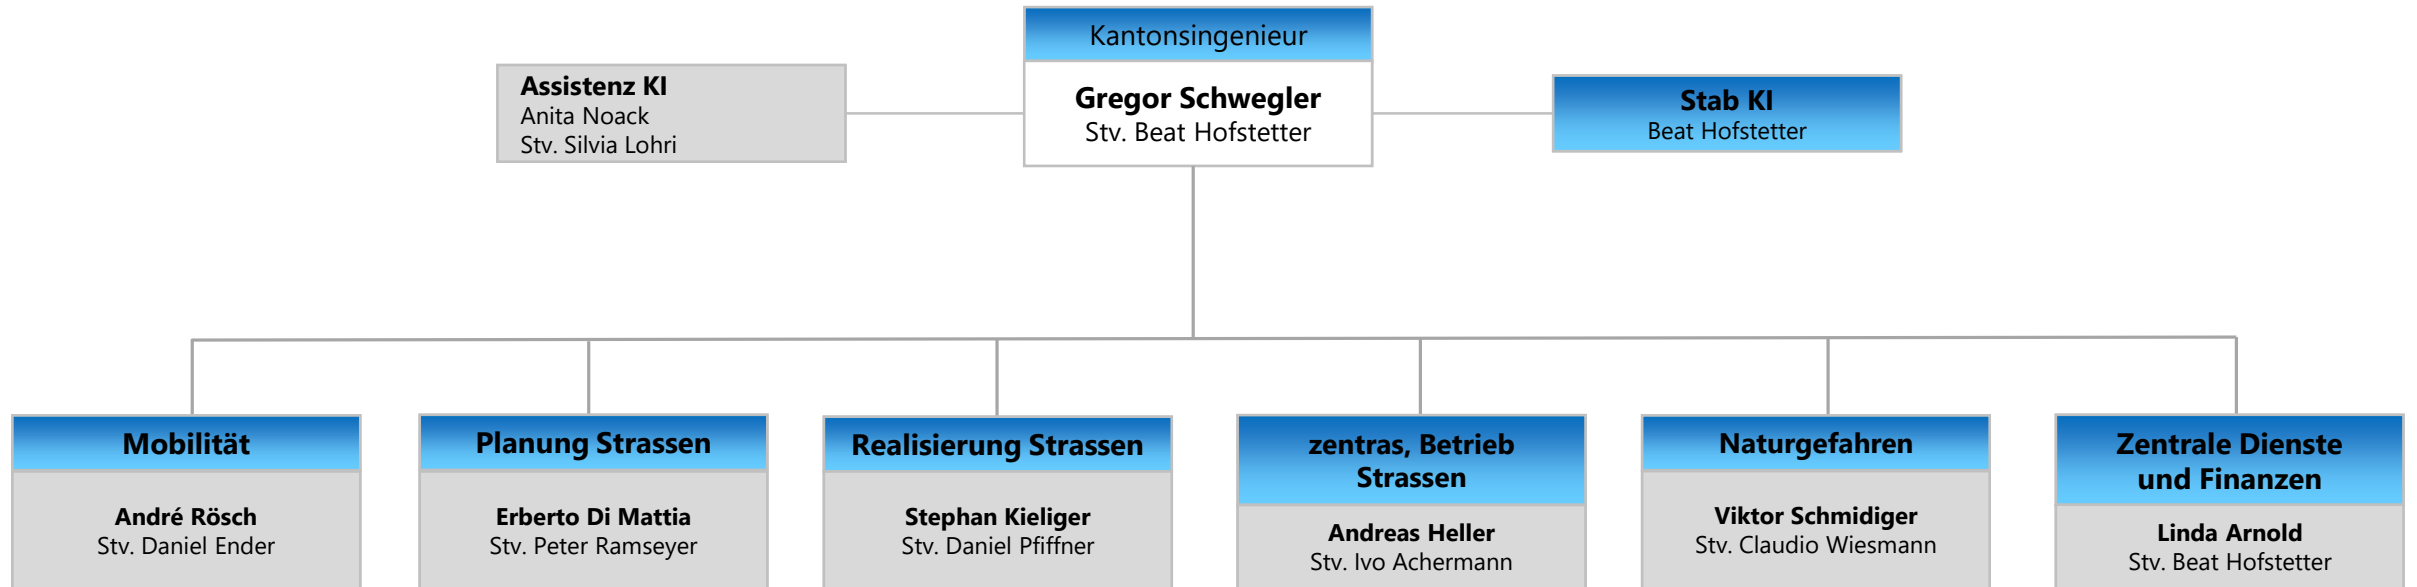 Kantonsingenieur
Gregor Schwegler
Stv. Beat Hofstetter
Assistenz KI
Anita Noack
Stv. Silvia Lohri
Stab KI
Beat Hofstetter
Mobilität
André Rösch
Stv. Daniel Ender
Planung Strassen
Erberto Di Mattia
Stv. Peter Ramseyer
Realisierung Strassen
Stephan Kieliger
Stv. Daniel Pfiffner
zentras, Betrieb
Strassen
Andreas Heller
Stv. Ivo Achermann
Naturgefahren
Viktor Schmidiger
Stv. Claudio Wiesmann
Zentrale Dienste
und Finanzen
Linda Arnold
Stv. Beat Hofstetter